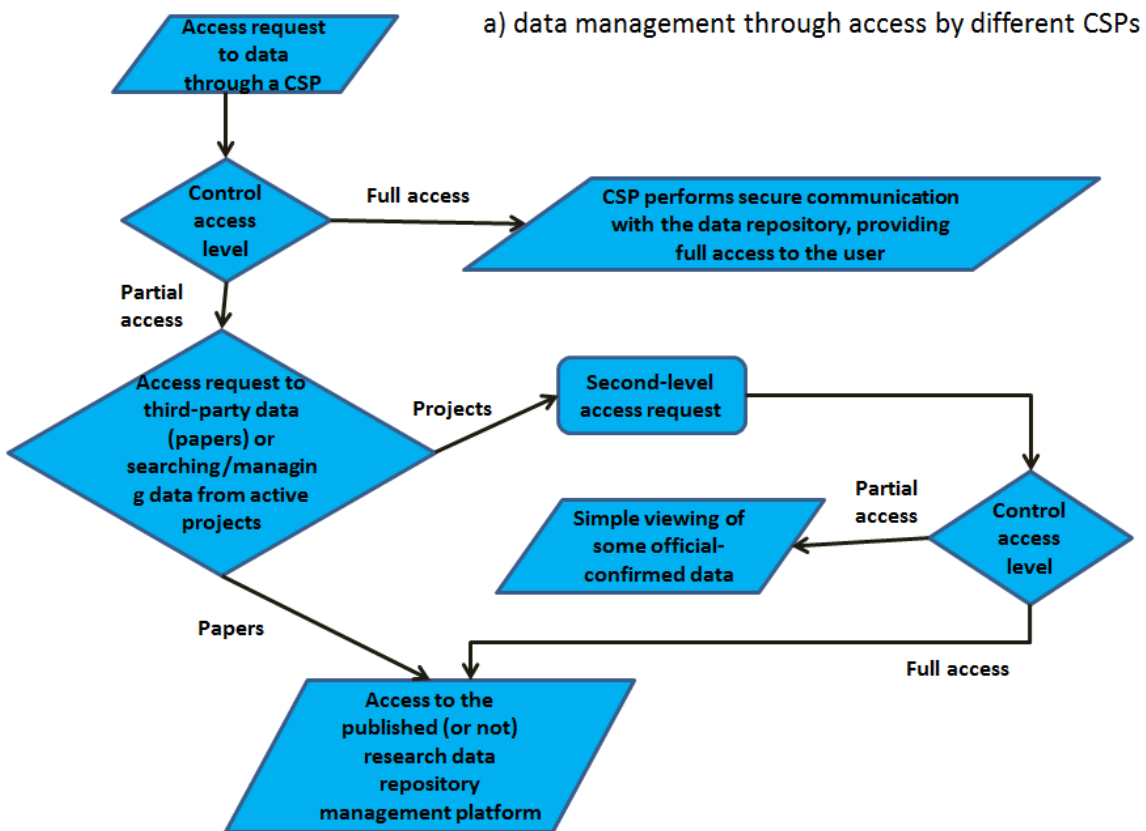 a) data management through access by different CSPs
Access request
to data
through a CSP
Control
access
level
Full access
CSP performs secure communication
with the data repository, providing
full access to the user
Partial
access
Access request to
third-party data
(papers) or
searching/managin
g data from active
projects
Projects
Second-level
access request
Control
access
level
Partial
access
Simple viewing of
some official-
confirmed data
Papers
Full access
Access to the
published (or not)
research data
repository
management platform